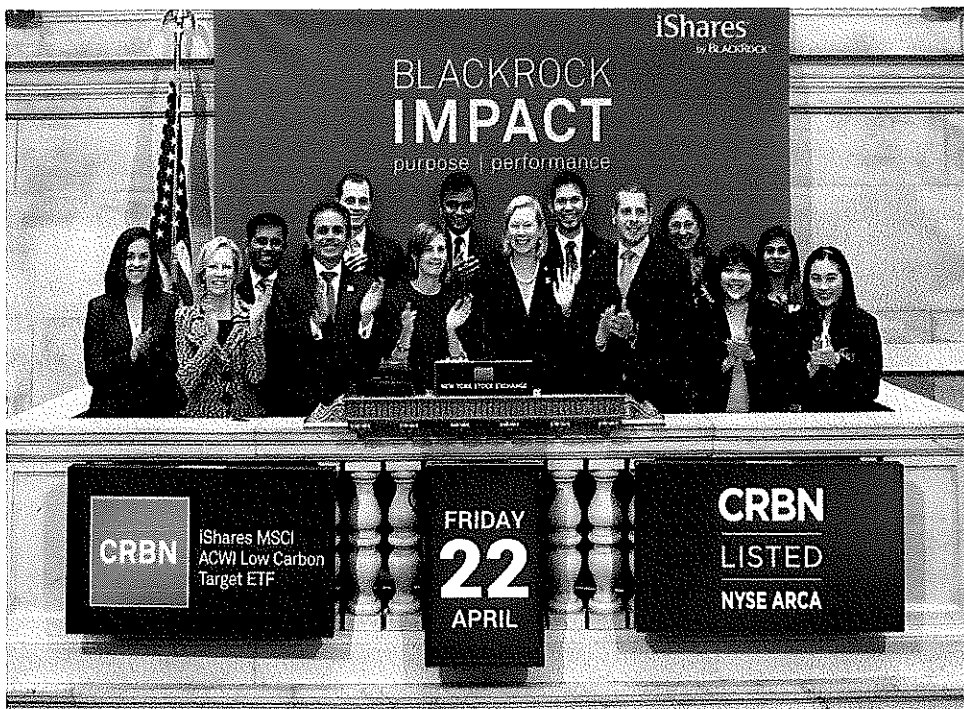 iShares
by BLACKROCK
BLACKROCK
IMPACT
purpose | performance
NEW YORK STOCK EXCHANGE
CRBN
iShares MSCI
ACWI Low Carbon
Target ETF
FRIDAY
22
APRIL
CRBN
LISTED
NYSE ARCA